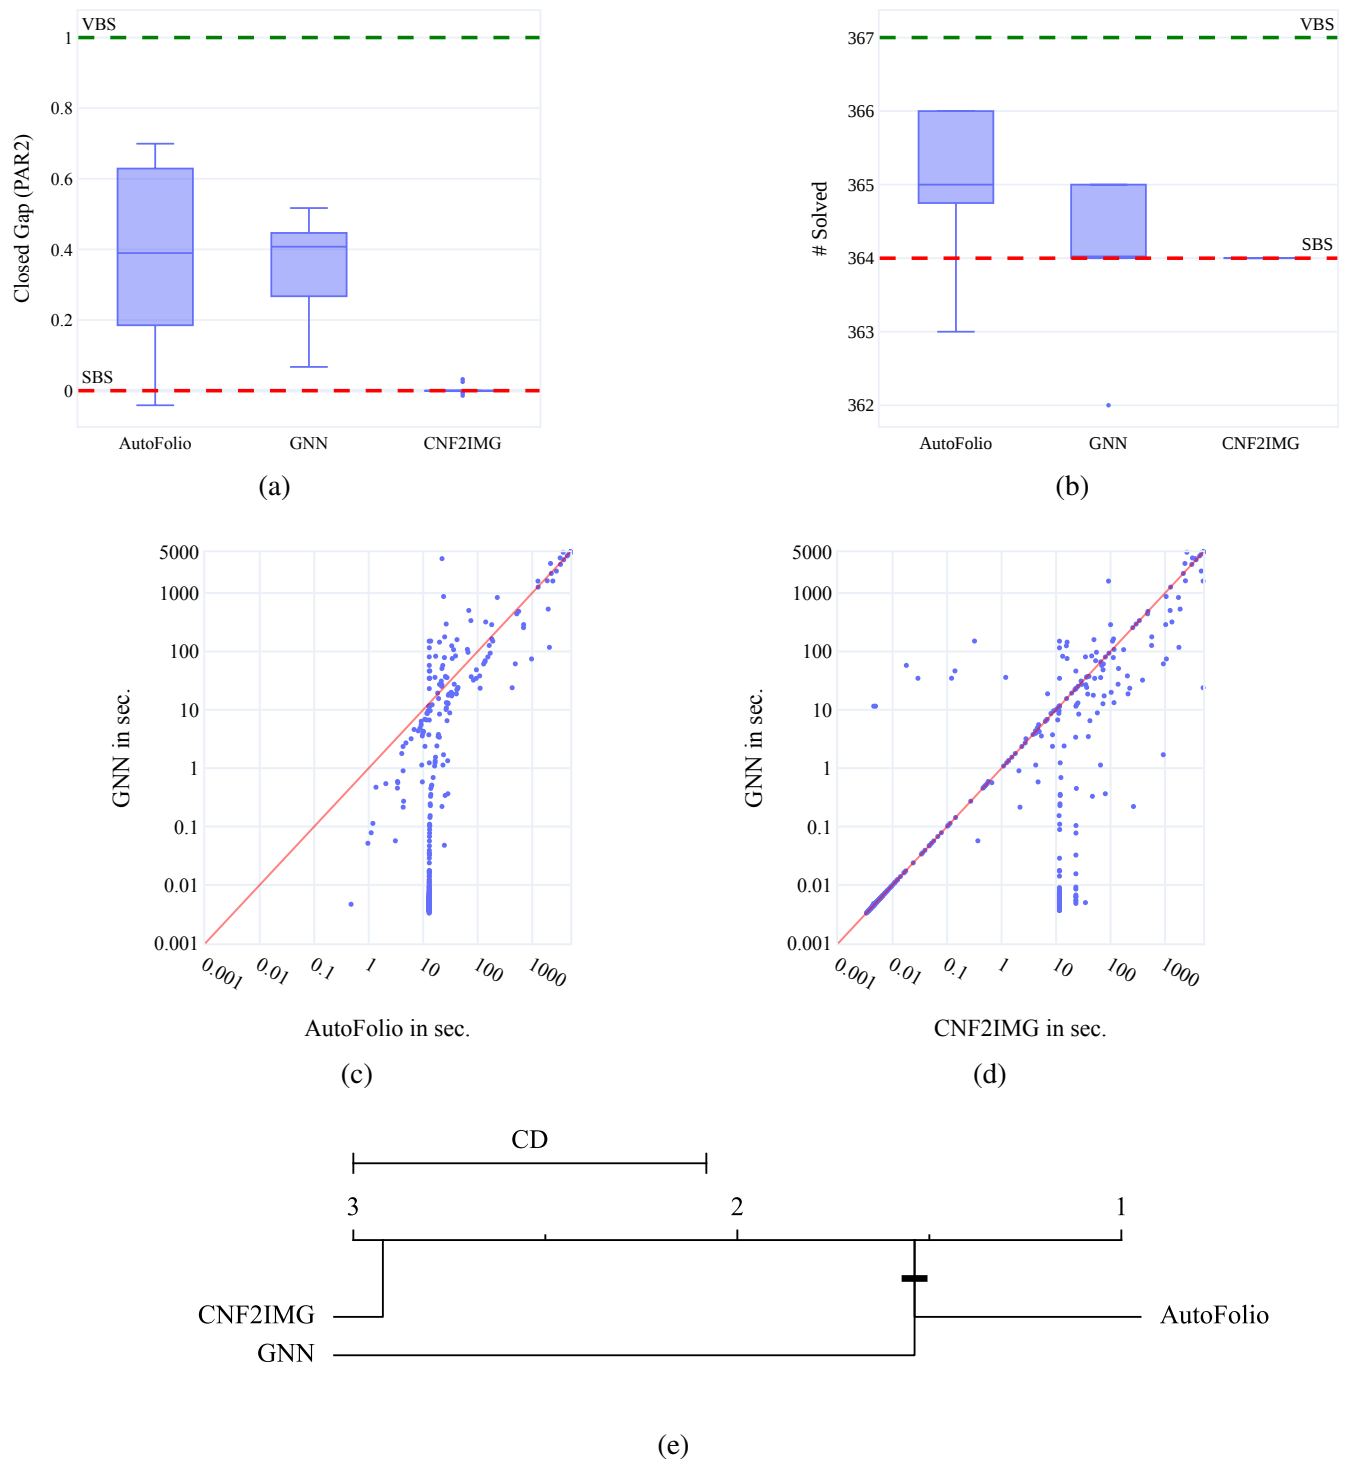 VBS
1
0.8
0.6
0.4
0.2
0
SBS
Closed Gap (PAR2)
AutoFolio
GNN
CNF2IMG
(a)
VBS
367
366
365
364
363
362
SBS
# Solved
AutoFolio
GNN
CNF2IMG
(b)
5000
1000
100
10
1
0.1
0.01
0.001
GNN in sec.
0.001
0.01
0.1
1
10
100
1000
AutoFolio in sec.
(c)
5000
1000
100
10
1
0.1
0.01
0.001
GNN in sec.
0.001
0.01
0.1
1
10
100
1000
CNF2IMG in sec.
(d)
CD
3
2
1
CNF2IMG
AutoFolio
GNN
(e)